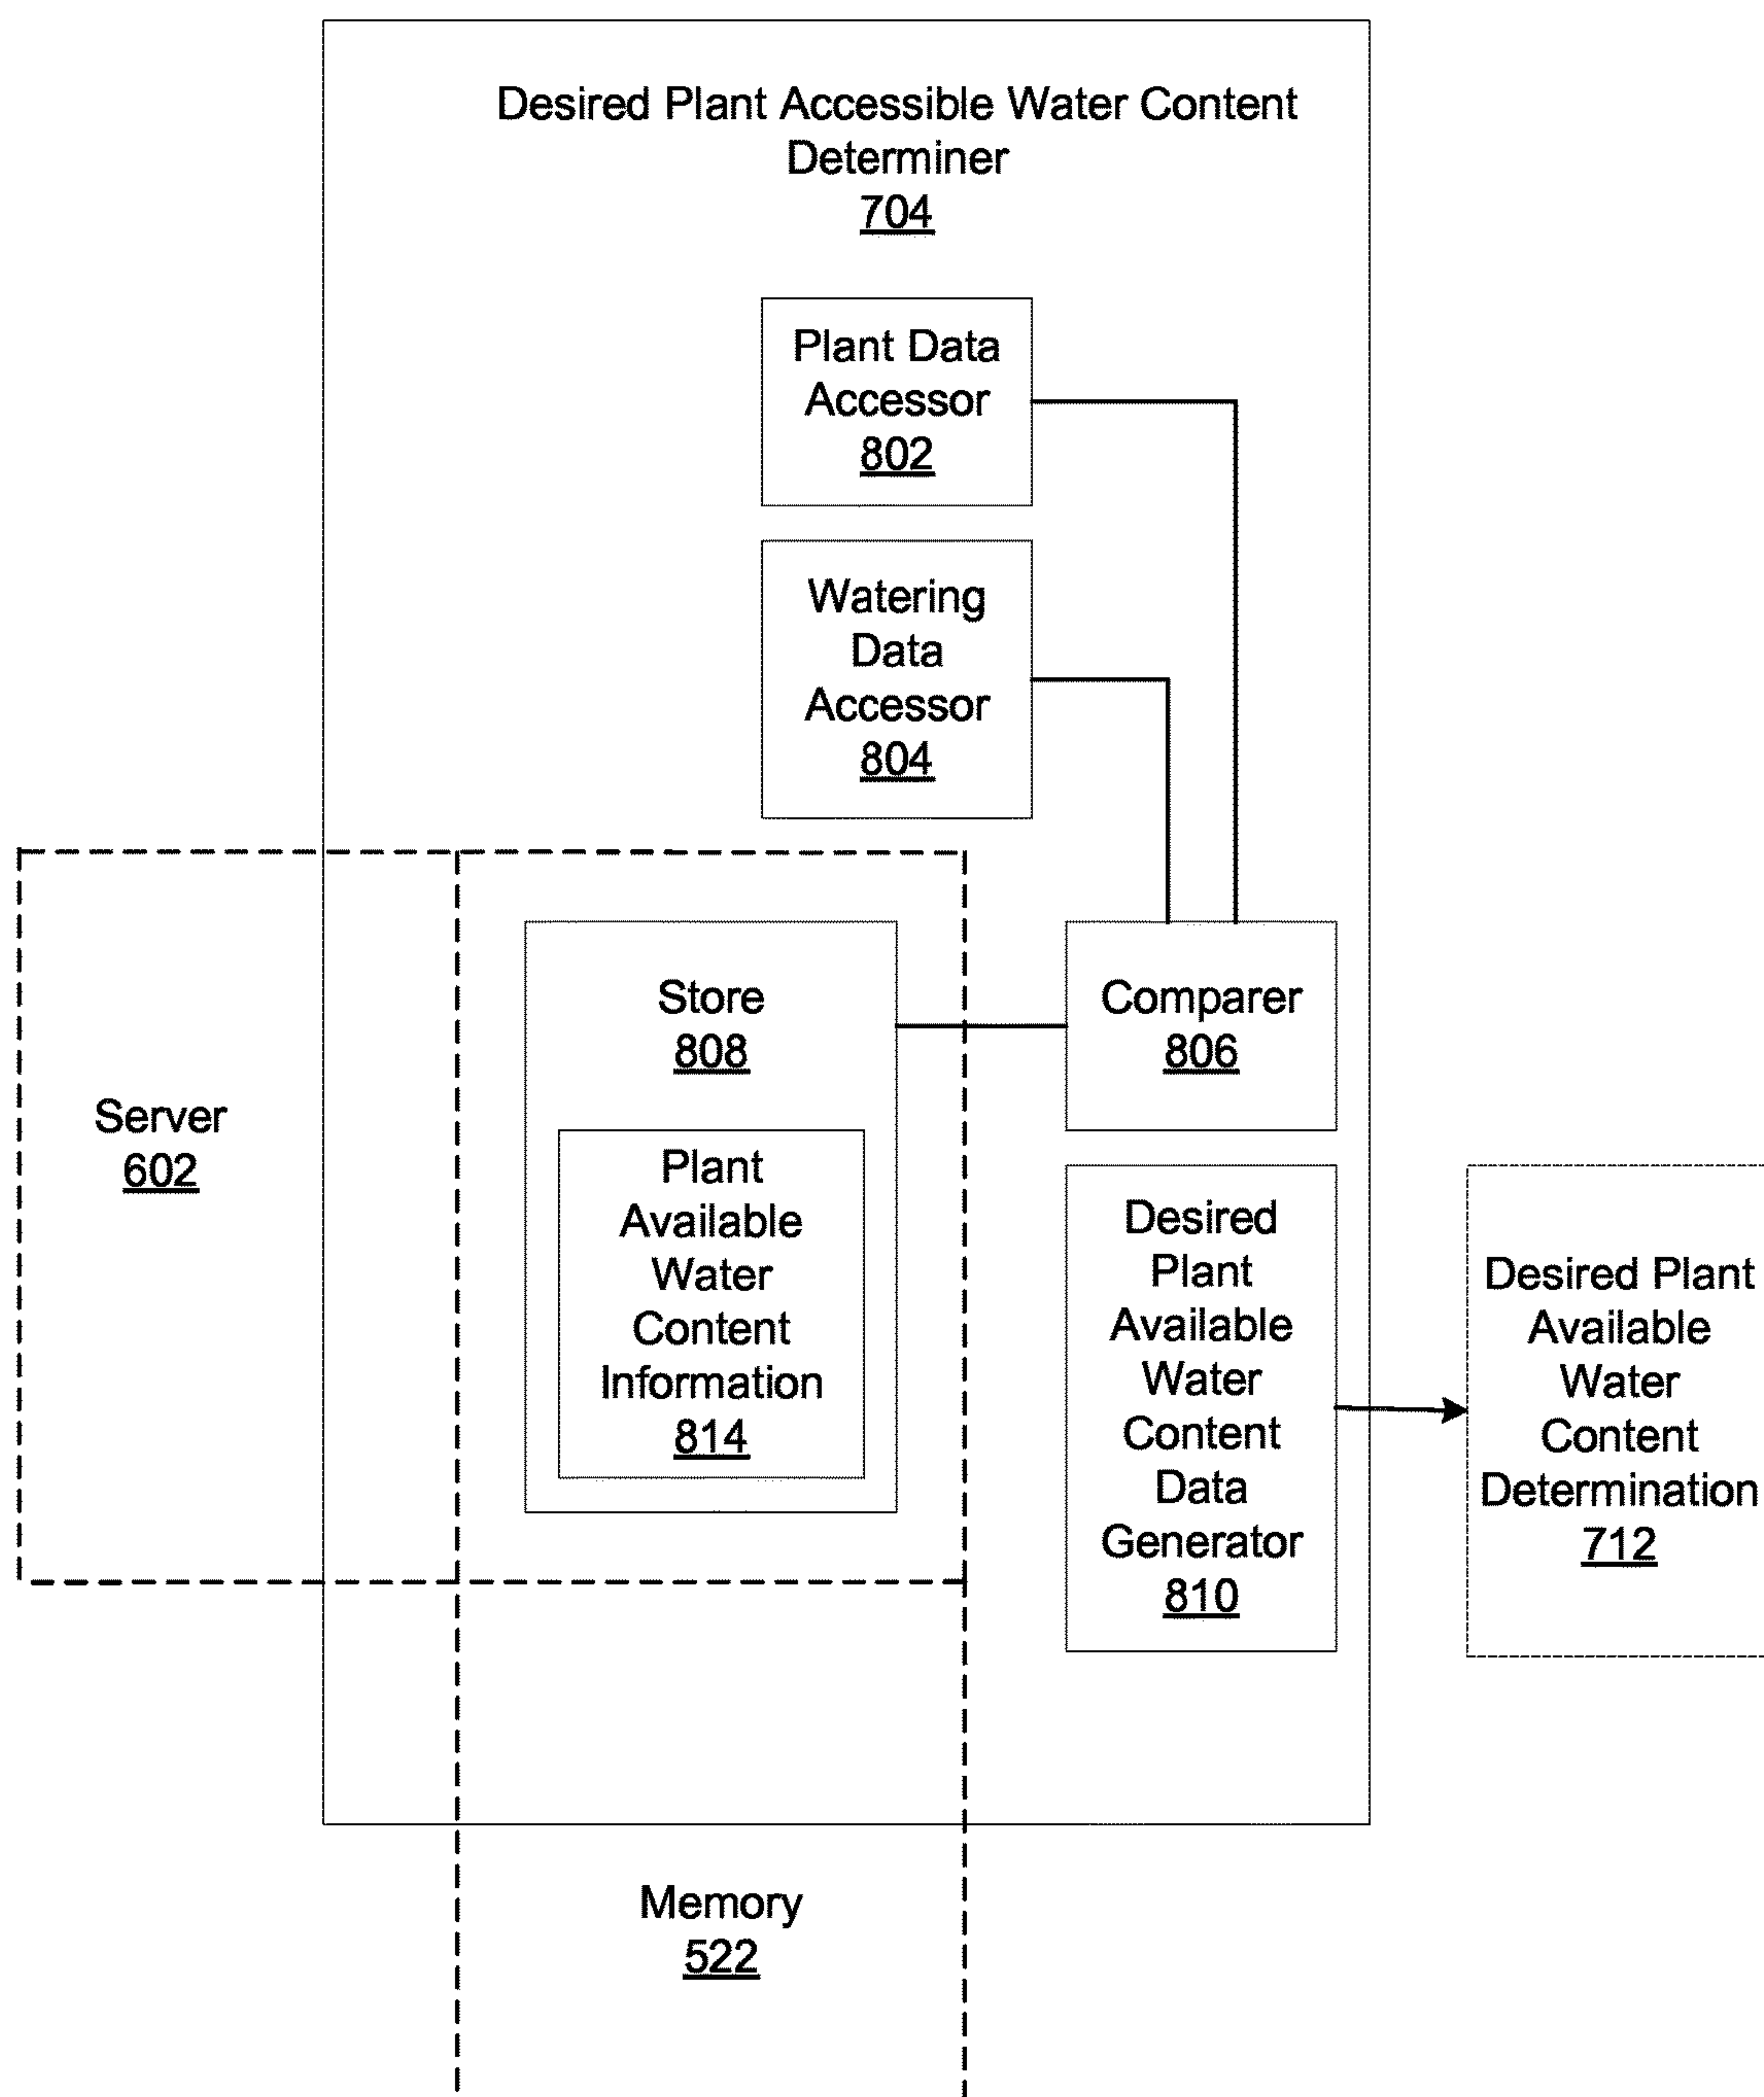 Desired Plant Accessible Water Content
Determiner
704
Plant Data
Accessor
802
Watering
Data
Accessor
804
Store
808
Comparer
806
Server
602
Plant
Available
Water
Content
Information
814
Desired
Plant
Available
Water
Content
Data
Generator
810
Desired Plant
Available
Water
Content
Determination
712
Memory
522